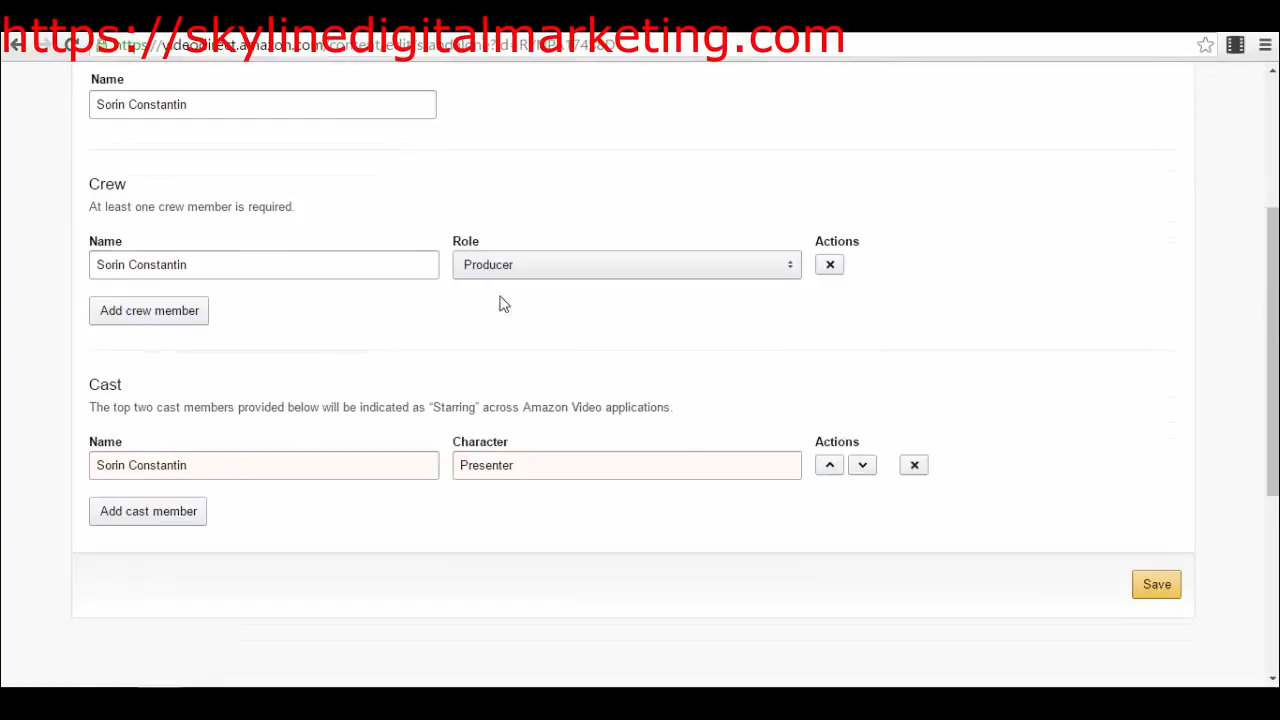 https://skylinedigitalmarketing.com
Name
Sorin Constantin
Crew
At least one crew member is required.
Name Role Actions
Sorin Constantin Producer
Add crew member
Cast
The top two cast members provided below will be indicated as “Starring” across Amazon Video applications.
Name Character Actions
Sorin Constantin Presenter
Add cast member
Save